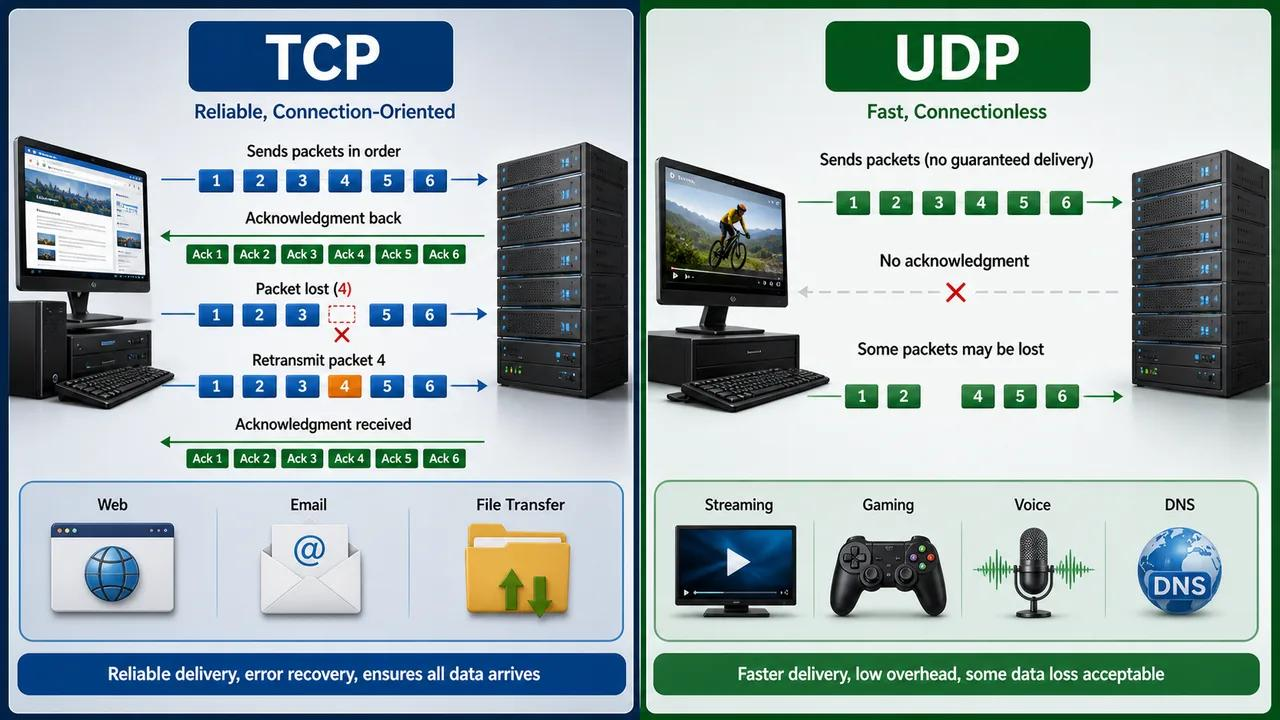 TCP
Reliable, Connection-Oriented
Sends packets in order
1 2 3 4 5 6
Acknowledgment back
Ack 1 Ack 2 Ack 3 Ack 4 Ack 5 Ack 6
Packet lost (4)
1 2 3 5 6
Retransmit packet 4
1 2 3 4 5 6
Acknowledgment received
Ack 1 Ack 2 Ack 3 Ack 4 Ack 5 Ack 6
Web Email File Transfer
@
Reliable delivery, error recovery, ensures all data arrives
UDP
Fast, Connectionless
Sends packets (no guaranteed delivery)
1 2 3 4 5 6
No acknowledgment
Some packets may be lost
1 2 4 5 6
Streaming Gaming Voice DNS
DNS
Faster delivery, low overhead, some data loss acceptable